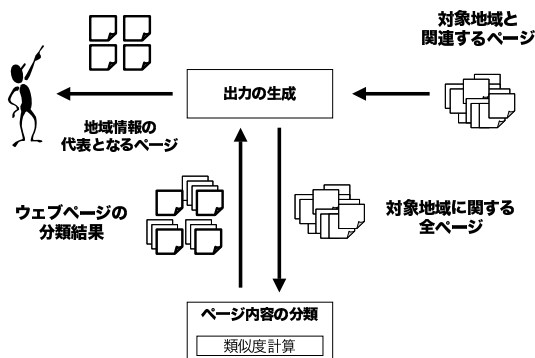 対象地域と
関連するページ
出力の生成
地域情報の
代表となるページ
ウェブページの
分類結果
対象地域に関する
全ページ
ページ内容の分類
類似度計算